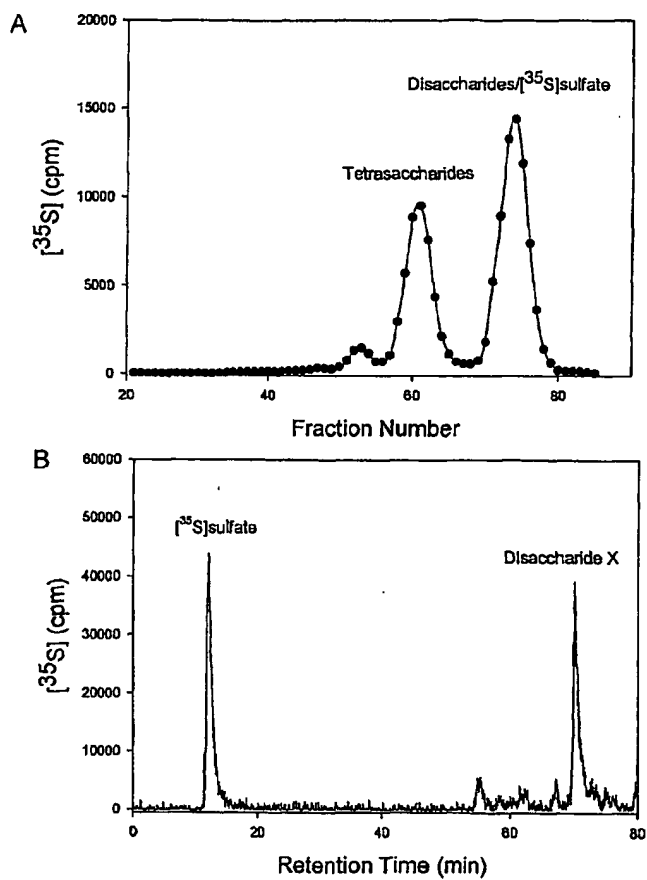 A
20000
15000
10000
5000
0
[35S] (cpm)
Disaccharides/[35S]sulfate
Tetrasaccharides
20 40 60 80
Fraction Number
B
60000
50000
40000
30000
20000
10000
0
[35S] (cpm)
[35S]sulfate
Disaccharide X
0 20 40 60 80
Retention Time (min)